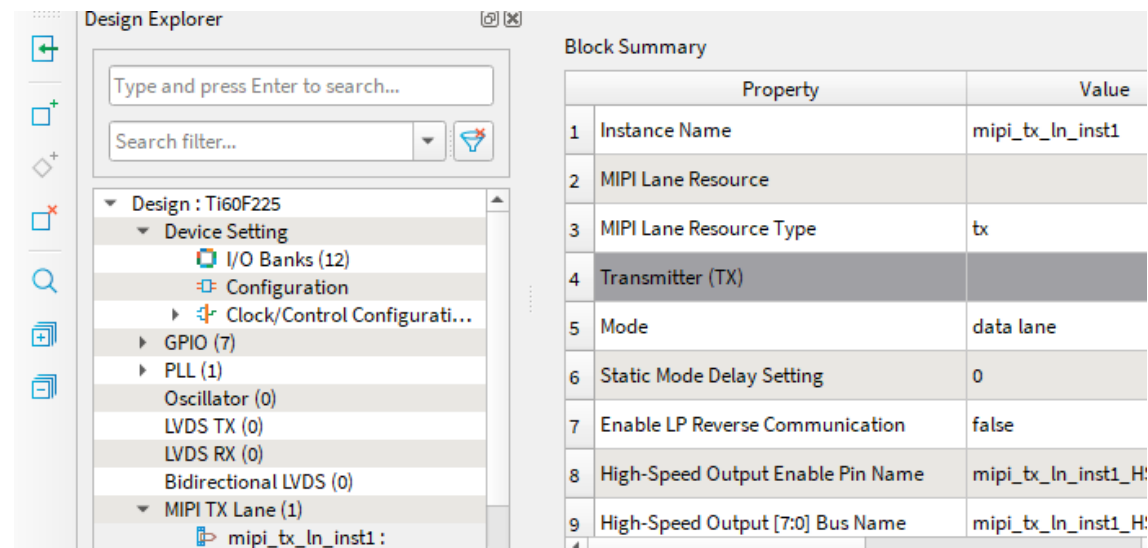 Design Explorer
Type and press Enter to search...
Search filter...
Design : Ti60F225
Device Setting
I/O Banks (12)
Configuration
Clock/Control Configurati...
GPIO (7)
PLL (1)
Oscillator (0)
LVDS TX (0)
LVDS RX (0)
Bidirectional LVDS (0)
MIPI TX Lane (1)
mipi_tx_ln_inst1 :
Block Summary
Property Value
1 Instance Name mipi_tx_ln_inst1
2 MIPI Lane Resource
3 MIPI Lane Resource Type tx
4 Transmitter (TX)
5 Mode data lane
6 Static Mode Delay Setting 0
7 Enable LP Reverse Communication false
8 High-Speed Output Enable Pin Name mipi_tx_ln_inst1_HS
9 High-Speed Output [7:0] Bus Name mipi_tx_ln_inst1_HS